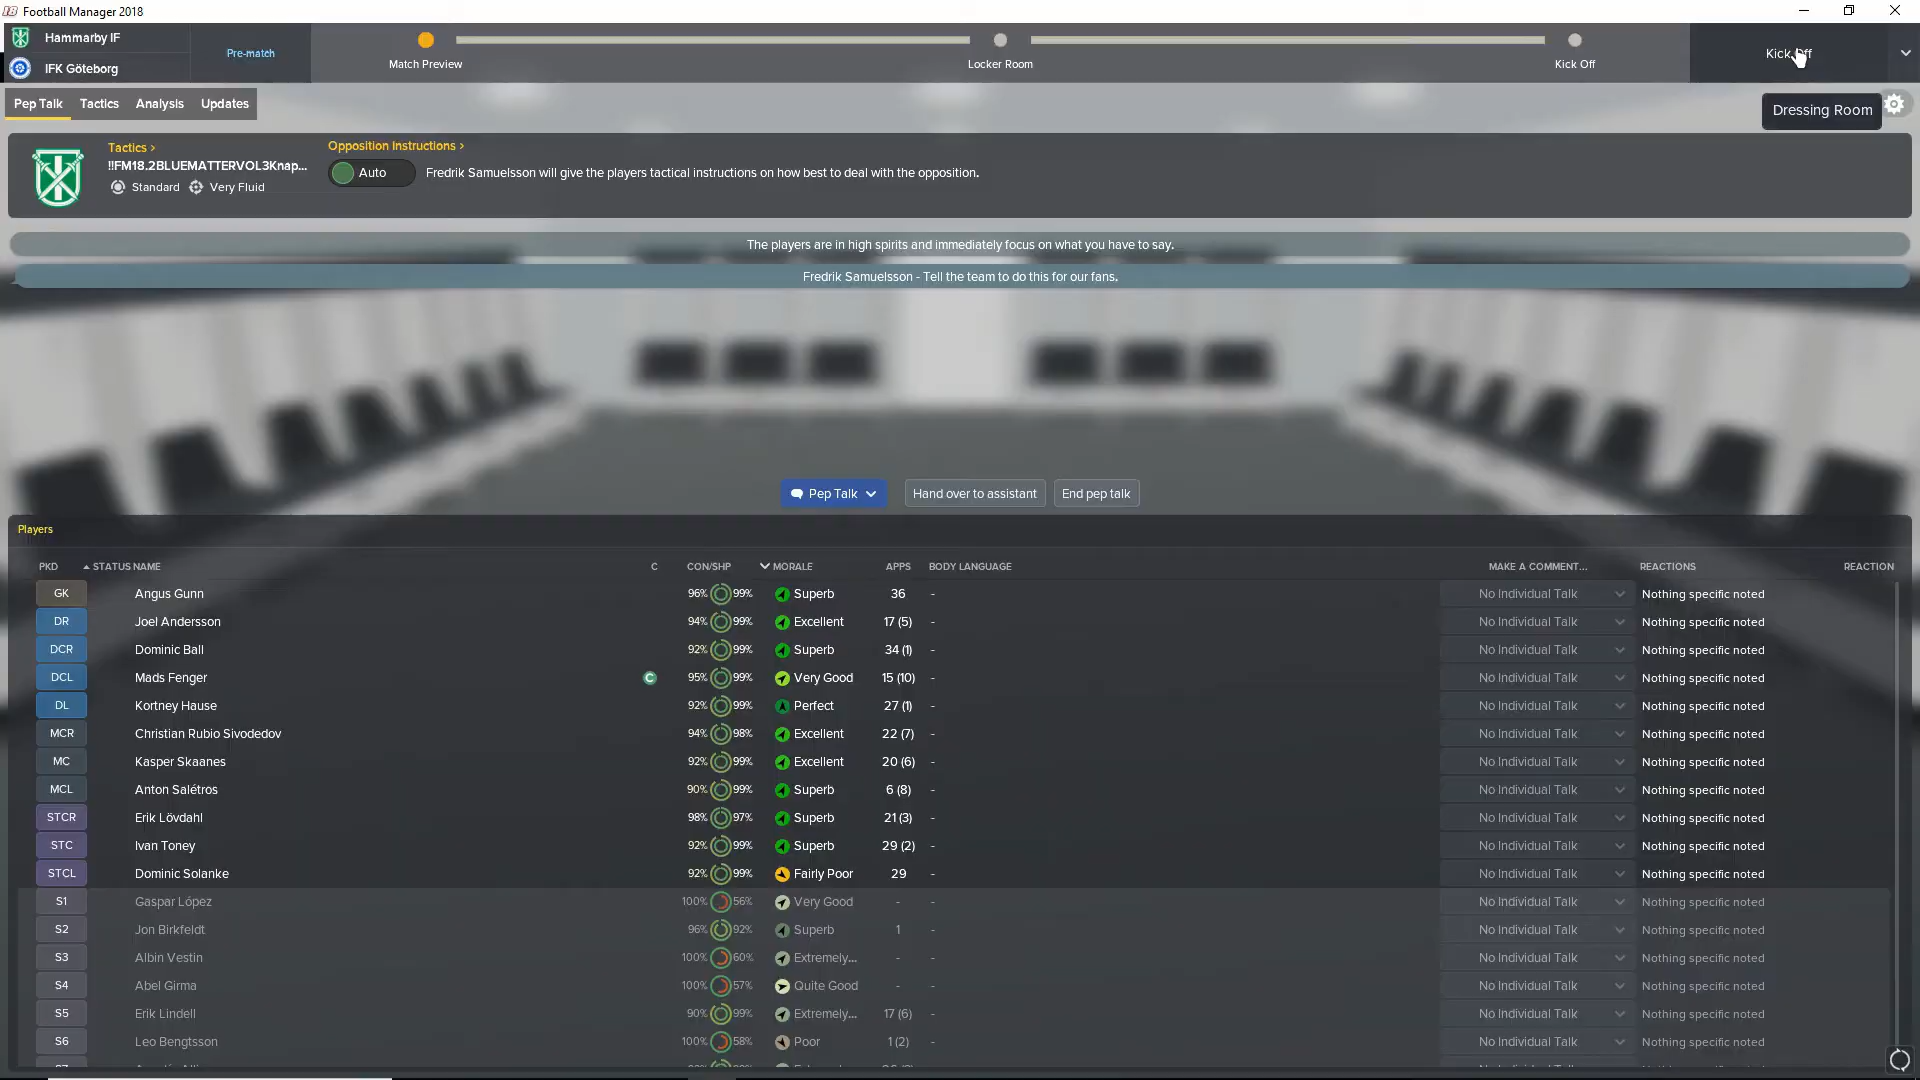 18 Football Manager 2018
Hammarby IF
IFK Göteborg
Pre-match
Match Preview
Locker Room
Kick Off
Kick Off
Pep Talk Tactics Analysis Updates
Dressing Room
Tactics >
!!FM18.2BLUEMATTERVOL3Knap...
Standard Very Fluid
Opposition Instructions >
Auto Fredrik Samuelsson will give the players tactical instructions on how best to deal with the opposition.
The players are in high spirits and immediately focus on what you have to say.
Fredrik Samuelsson - Tell the team to do this for our fans.
Pep Talk Hand over to assistant End pep talk
Players
PKD STATUS NAME C CON/SHP MORALE APPS BODY LANGUAGE MAKE A COMMENT... REACTIONS REACTION
GK Angus Gunn 96% 99% Superb 36 - No Individual Talk Nothing specific noted
DR Joel Andersson 94% 99% Excellent 17 (5) - No Individual Talk Nothing specific noted
DCR Dominic Ball 92% 99% Superb 34 (1) - No Individual Talk Nothing specific noted
DCL Mads Fenger C 95% 99% Very Good 15 (10) - No Individual Talk Nothing specific noted
DL Kortney Hause 92% 99% Perfect 27 (1) - No Individual Talk Nothing specific noted
MCR Christian Rubio Sivodedov 94% 98% Excellent 22 (7) - No Individual Talk Nothing specific noted
MC Kasper Skaanes 92% 99% Excellent 20 (6) - No Individual Talk Nothing specific noted
MCL Anton Salétros 90% 99% Superb 6 (8) - No Individual Talk Nothing specific noted
STCR Erik Lövdahl 98% 97% Superb 21 (3) - No Individual Talk Nothing specific noted
STC Ivan Toney 92% 99% Superb 29 (2) - No Individual Talk Nothing specific noted
STCL Dominic Solanke 92% 99% Fairly Poor 29 - No Individual Talk Nothing specific noted
S1 Gaspar López 100% 56% Very Good - - No Individual Talk Nothing specific noted
S2 Jon Birkfeldt 96% 92% Superb 1 - No Individual Talk Nothing specific noted
S3 Albin Vestin 100% 60% Extremely... - - No Individual Talk Nothing specific noted
S4 Abel Girma 100% 57% Quite Good - - No Individual Talk Nothing specific noted
S5 Erik Lindell 90% 99% Extremely... 17 (6) - No Individual Talk Nothing specific noted
S6 Leo Bengtsson 100% 58% Poor 1 (2) - No Individual Talk Nothing specific noted